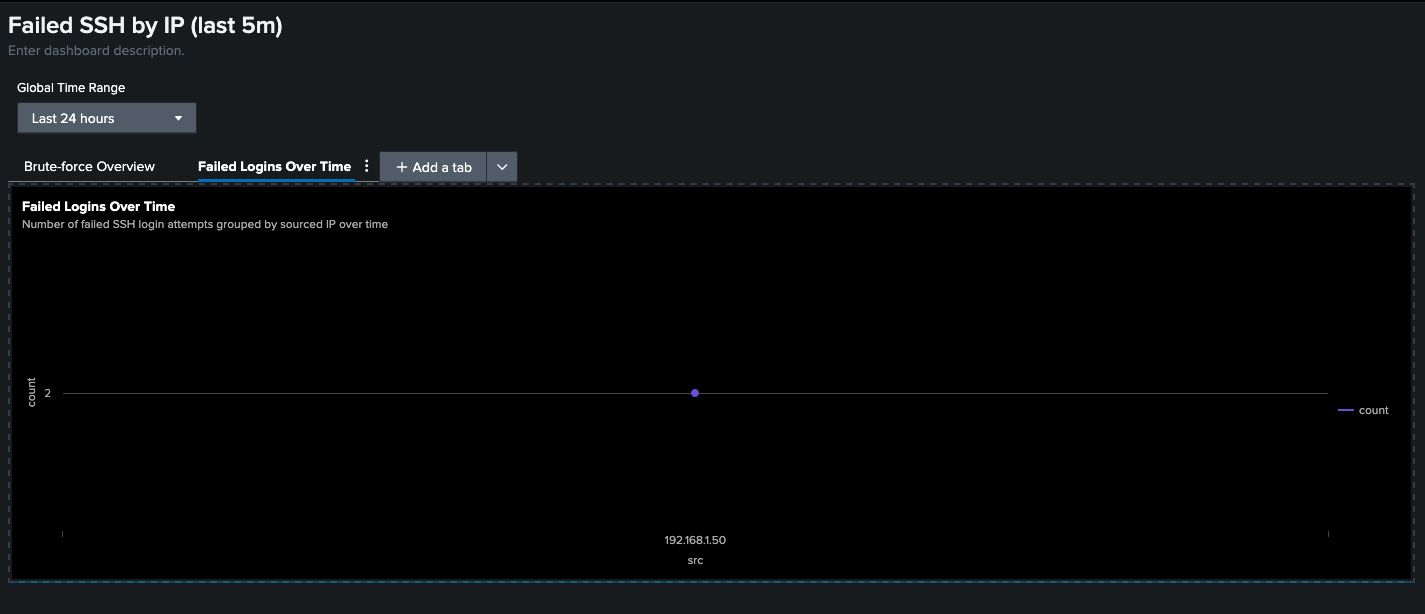 Failed SSH by IP (last 5m)
Enter dashboard description.
Global Time Range
Last 24 hours
Brute-force Overview
Failed Logins Over Time
+ Add a tab
Failed Logins Over Time
Number of failed SSH login attempts grouped by sourced IP over time
count
2
count
192.168.1.50
src